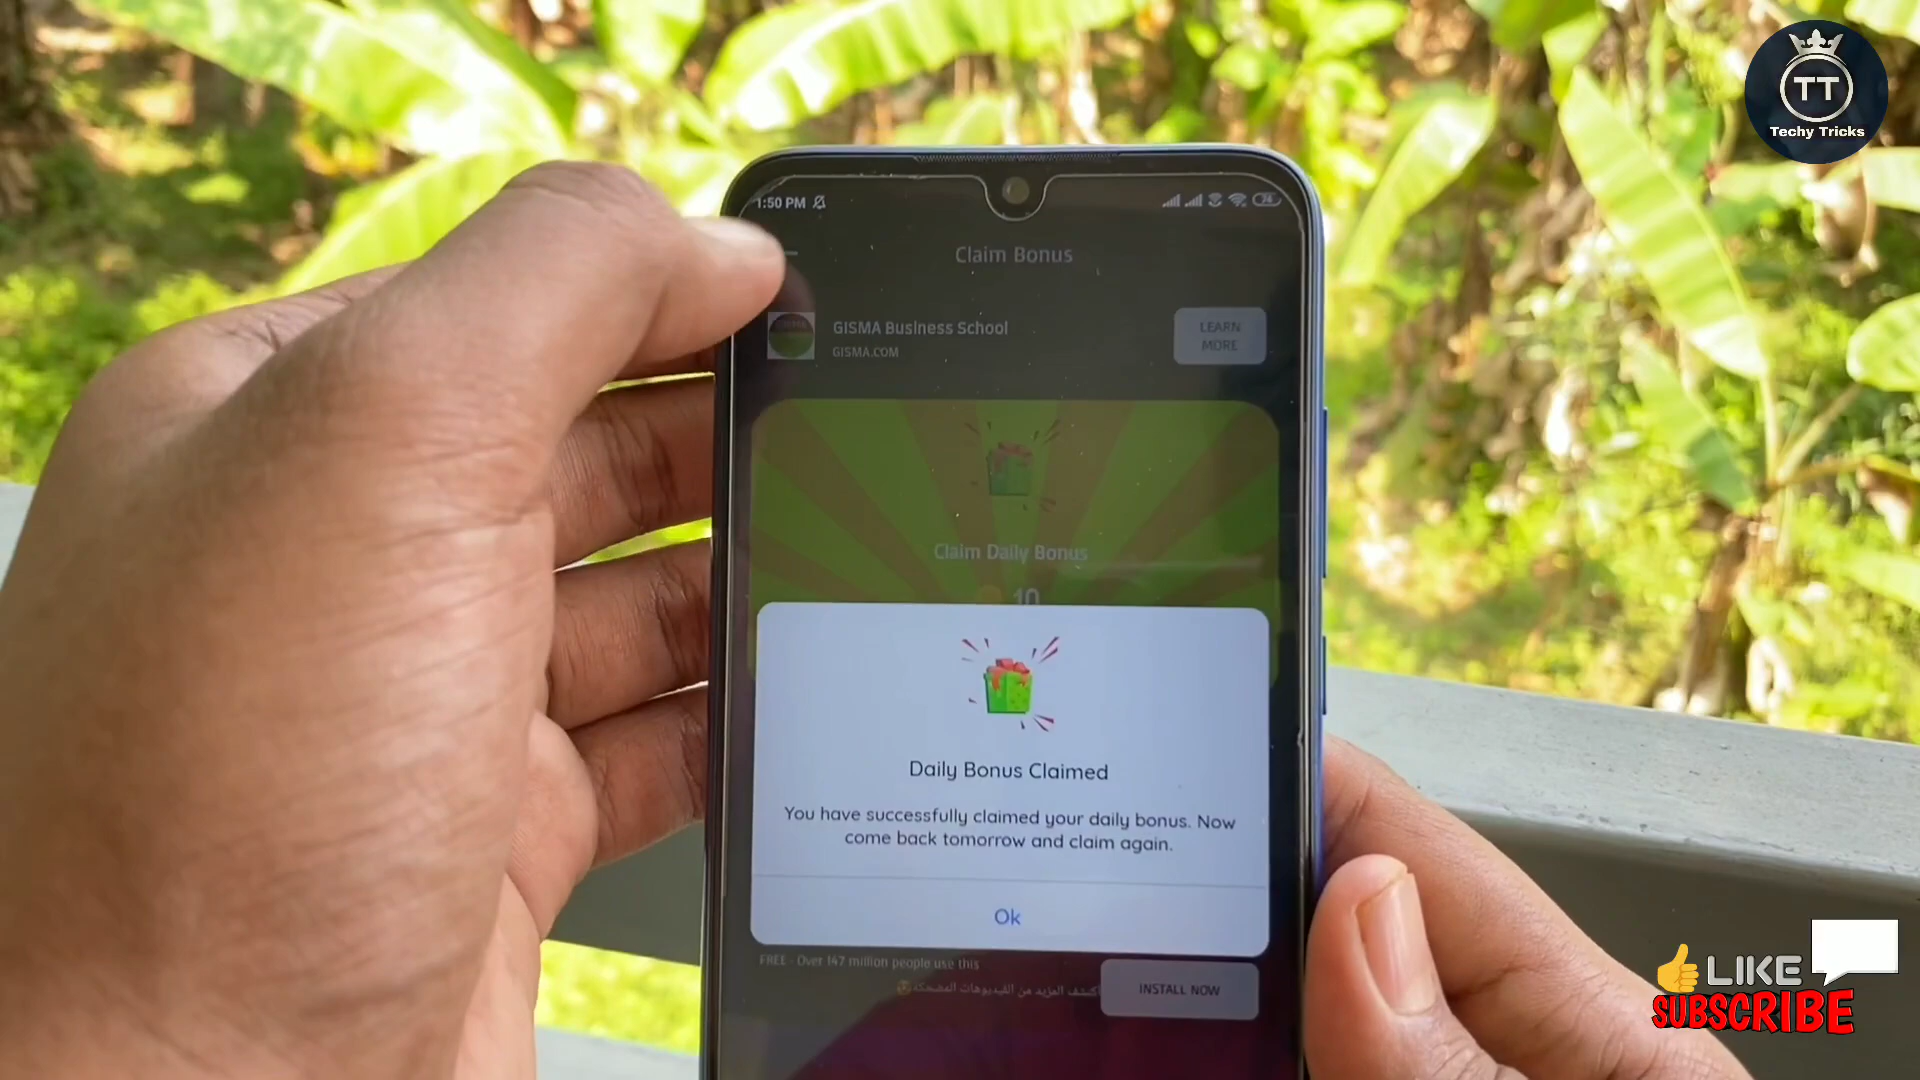 TT
Techy Tricks
1:50 PM
Claim Bonus
GISMA Business School
GISMA.COM
LEARN
MORE
Claim Daily Bonus
10
Daily Bonus Claimed
You have successfully claimed your daily bonus. Now
come back tomorrow and claim again.
Ok
FREE - Over 147 million people use this
اكتشف المزيد من الفيديوهات المضحكة
INSTALL NOW
LIKE
SUBSCRIBE